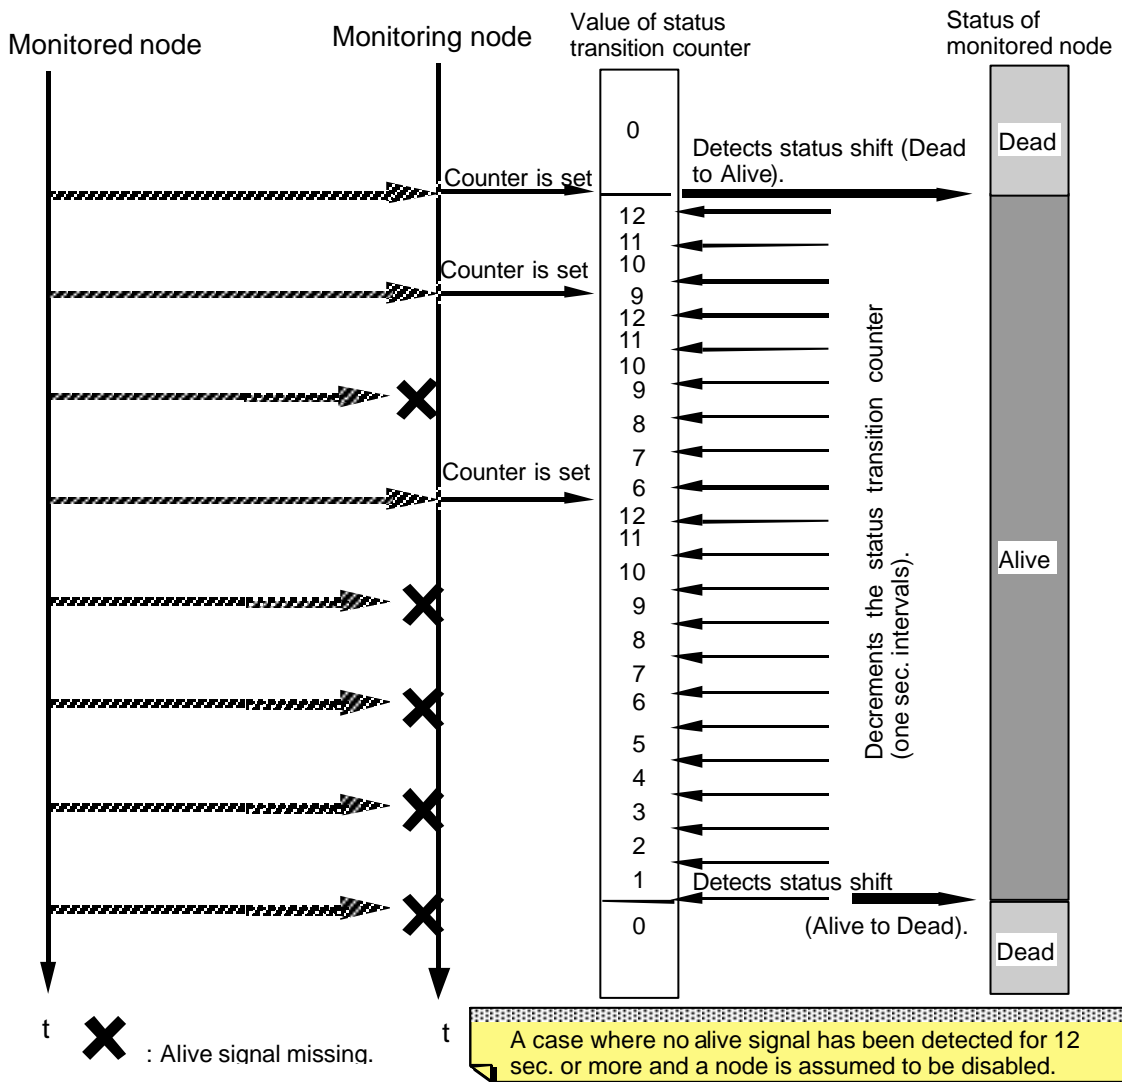 Monitored node
Monitoring node
Value of status
transition counter
Status of
monitored node
0
Dead
Detects status shift (Dead
to Alive).
Counter is set
12
11
10
Counter is set
9
12
11
10
9
8
7
Counter is set
6
12
11
10
9
8
7
6
5
4
3
2
1
0
Decrements the status transition counter
(one sec. intervals).
Alive
Detects status shift
(Alive to Dead).
Dead
t
t
: Alive signal missing.
A case where no alive signal has been detected for 12
sec. or more and a node is assumed to be disabled.